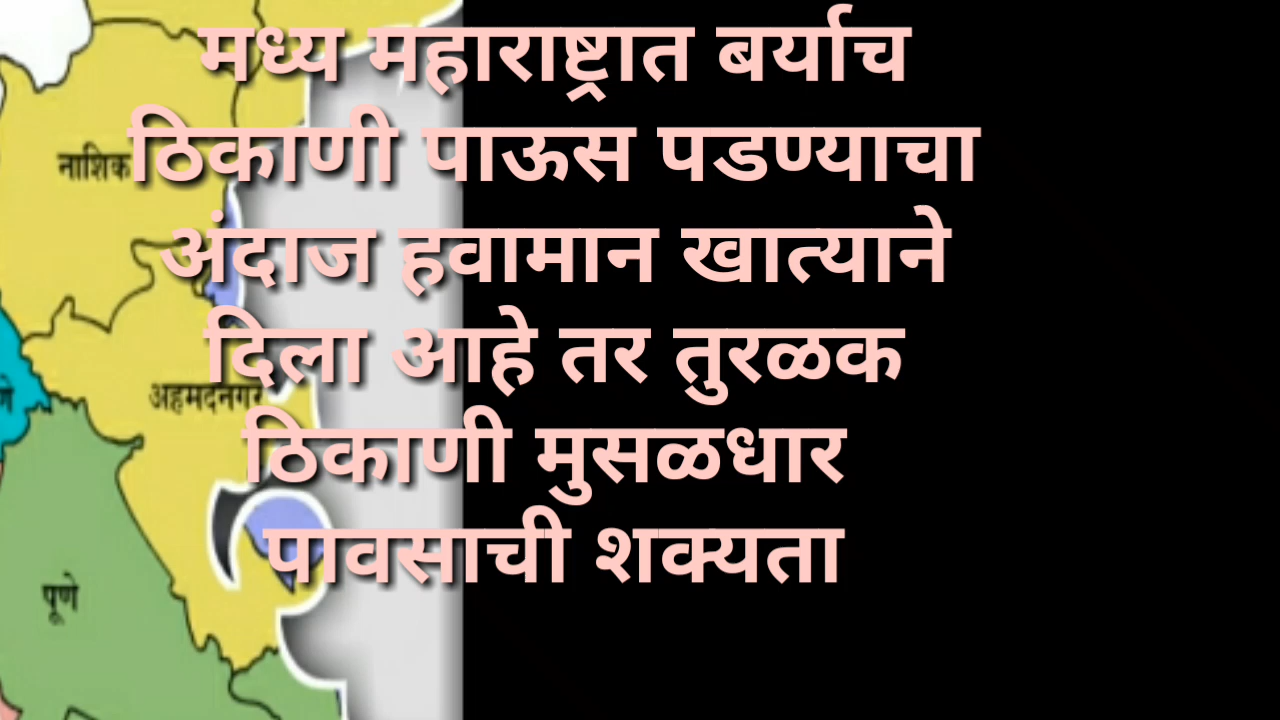 मध्य महाराष्ट्रात बर्याच
ठिकाणी पाऊस पडण्याचा
नाशिक
अंदाज हवामान खात्याने
दिला आहे तर तुरळक
अहमदनगर
ठिकाणी मुसळधार
पावसाची शक्यता
पूणे